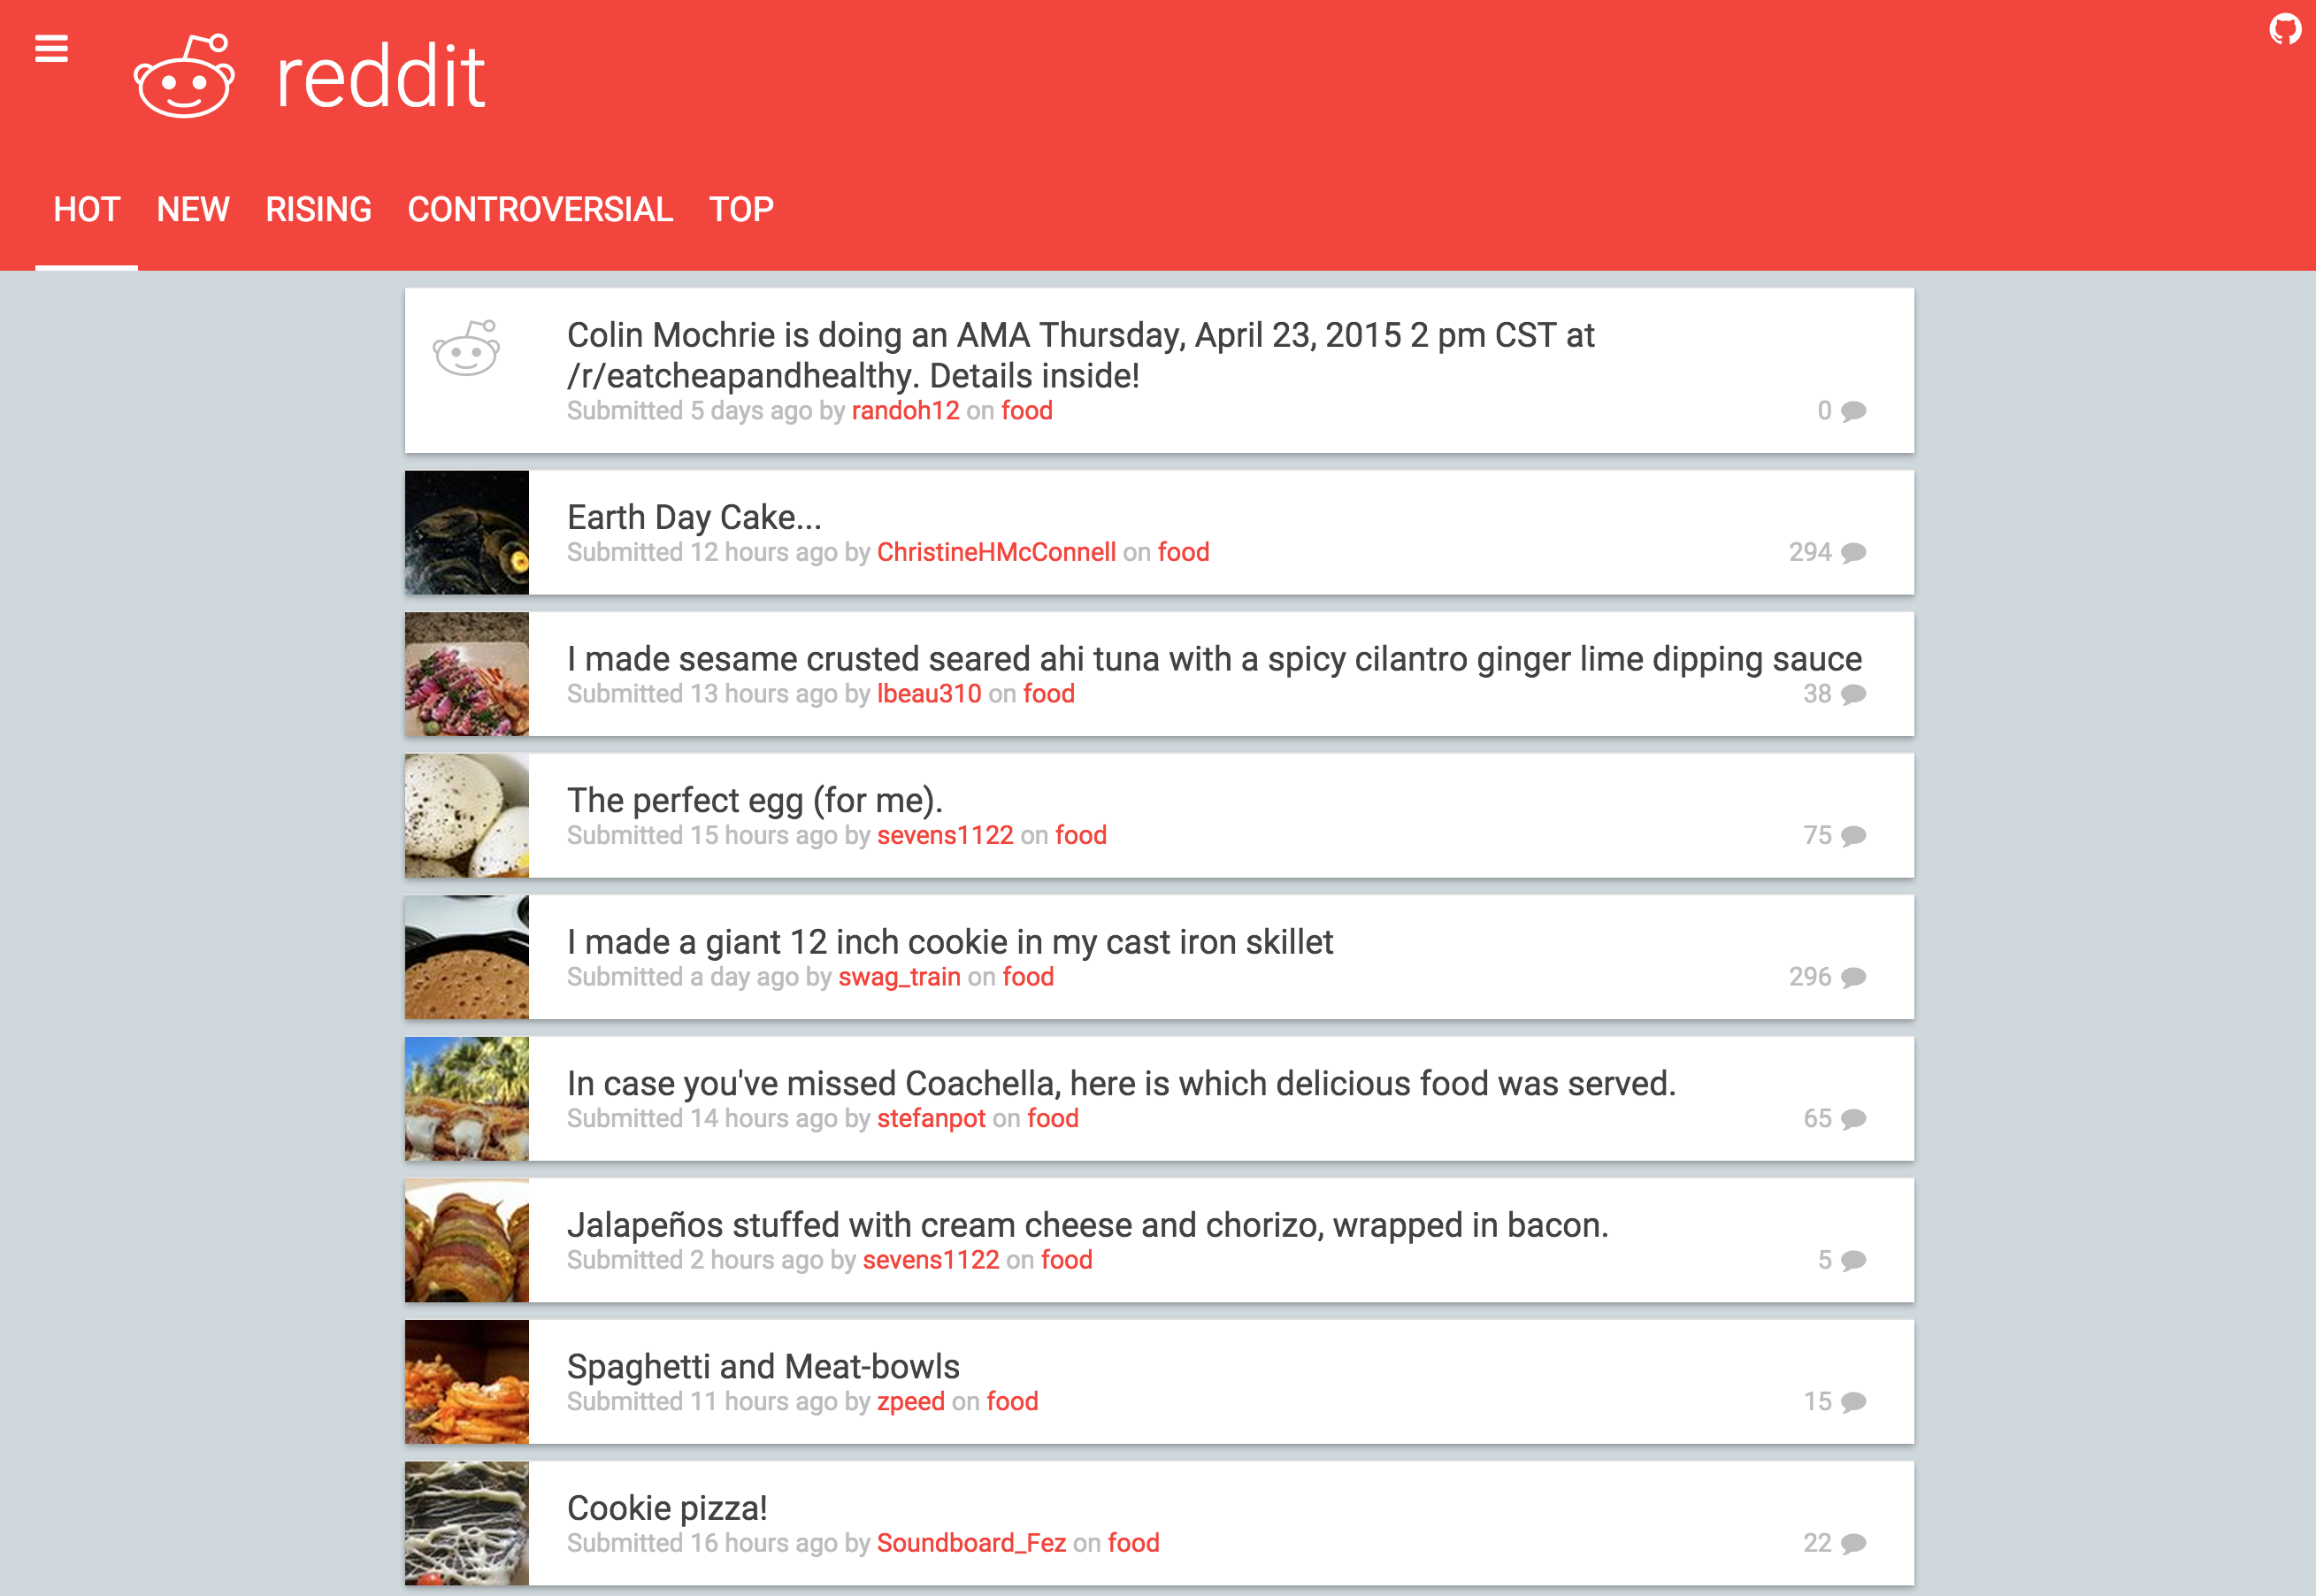 reddit
HOT NEW RISING CONTROVERSIAL TOP
Colin Mochrie is doing an AMA Thursday, April 23, 2015 2 pm CST at
/r/eatcheapandhealthy. Details inside!
Submitted 5 days ago by randoh12 on food 0
Earth Day Cake...
Submitted 12 hours ago by ChristineHMcConnell on food 294
I made sesame crusted seared ahi tuna with a spicy cilantro ginger lime dipping sauce
Submitted 13 hours ago by lbeau310 on food 38
The perfect egg (for me).
Submitted 15 hours ago by sevens1122 on food 75
I made a giant 12 inch cookie in my cast iron skillet
Submitted a day ago by swag_train on food 296
In case you've missed Coachella, here is which delicious food was served.
Submitted 14 hours ago by stefanpot on food 65
Jalapeños stuffed with cream cheese and chorizo, wrapped in bacon.
Submitted 2 hours ago by sevens1122 on food 5
Spaghetti and Meat-bowls
Submitted 11 hours ago by zpeed on food 15
Cookie pizza!
Submitted 16 hours ago by Soundboard_Fez on food 22